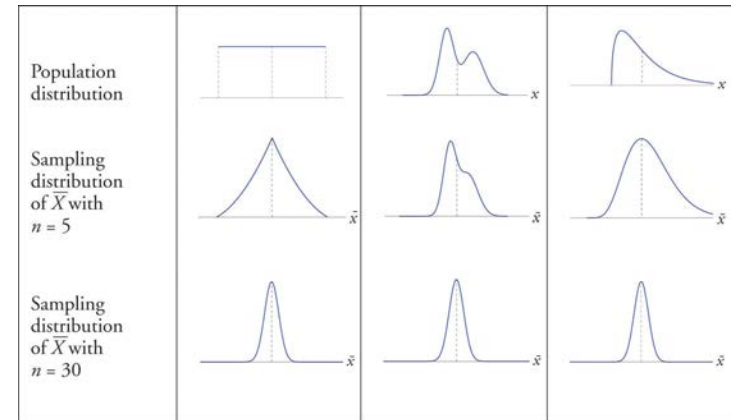 Population
distribution
x
x
Sampling
distribution
of X̄ with
n = 5
x̄
x̄
x̄
Sampling
distribution
of X̄ with
n = 30
x̄
x̄
x̄